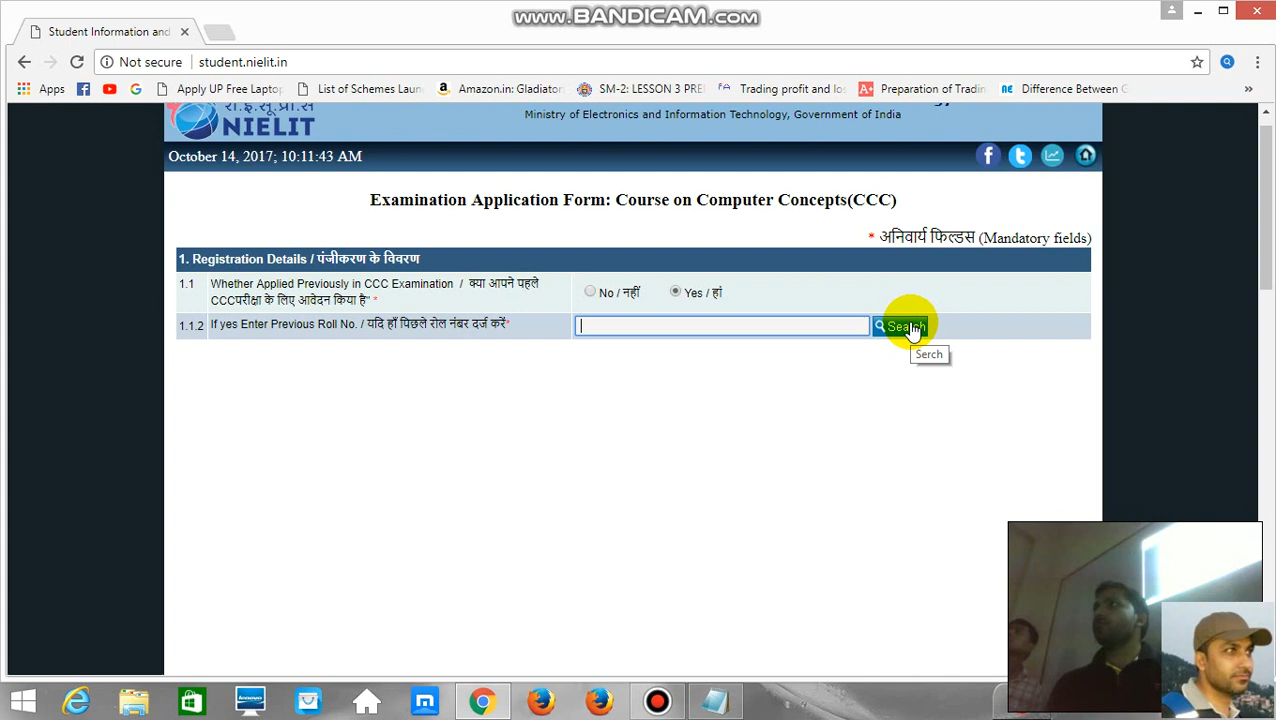 www.BANDICAM.com
Student Information and
Not secure student.nielit.in
Apps Apply UP Free Laptop List of Schemes Laun Amazon.in: Gladiator SM-2: LESSON 3 PRE Trading profit and los Preparation of Tradin Difference Between G »
रा.इ.सू.प्रौ.सं
NIELIT
Ministry of Electronics and Information Technology, Government of India
October 14, 2017; 10:11:43 AM
Examination Application Form: Course on Computer Concepts(CCC)
* अनिवार्य फिल्डस (Mandatory fields)
1. Registration Details / पंजीकरण के विवरण
1.1 Whether Applied Previously in CCC Examination / क्या आपने पहले
CCCपरीक्षा के लिए आवेदन किया है" *
No / नहीं Yes / हां
1.1.2 If yes Enter Previous Roll No. / यदि हाँ पिछले रोल नंबर दर्ज करें*
Search
Serch